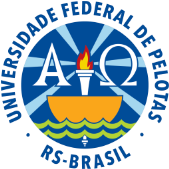 UNIVERSIDADE FEDERAL DE PELOTAS
Α Ω
RS-BRASIL